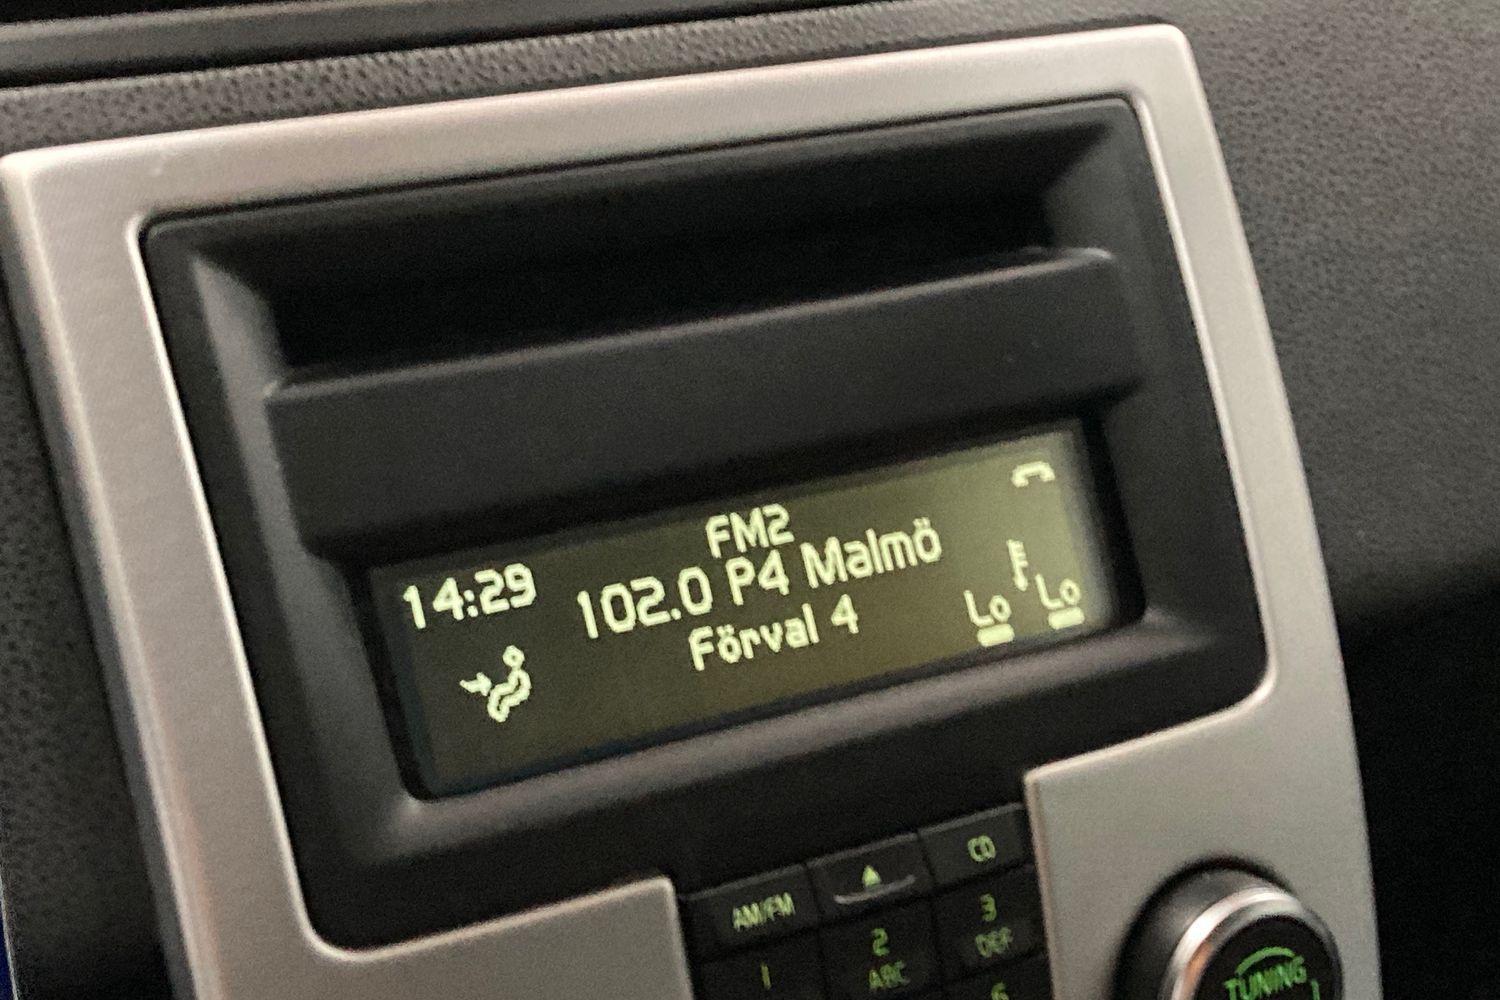 FM2
14:29
102.0 P4 Malmö
Förval 4
Lo Lo
AM/FM
CD
1
2
ABC
3
DEF
6
TUNING